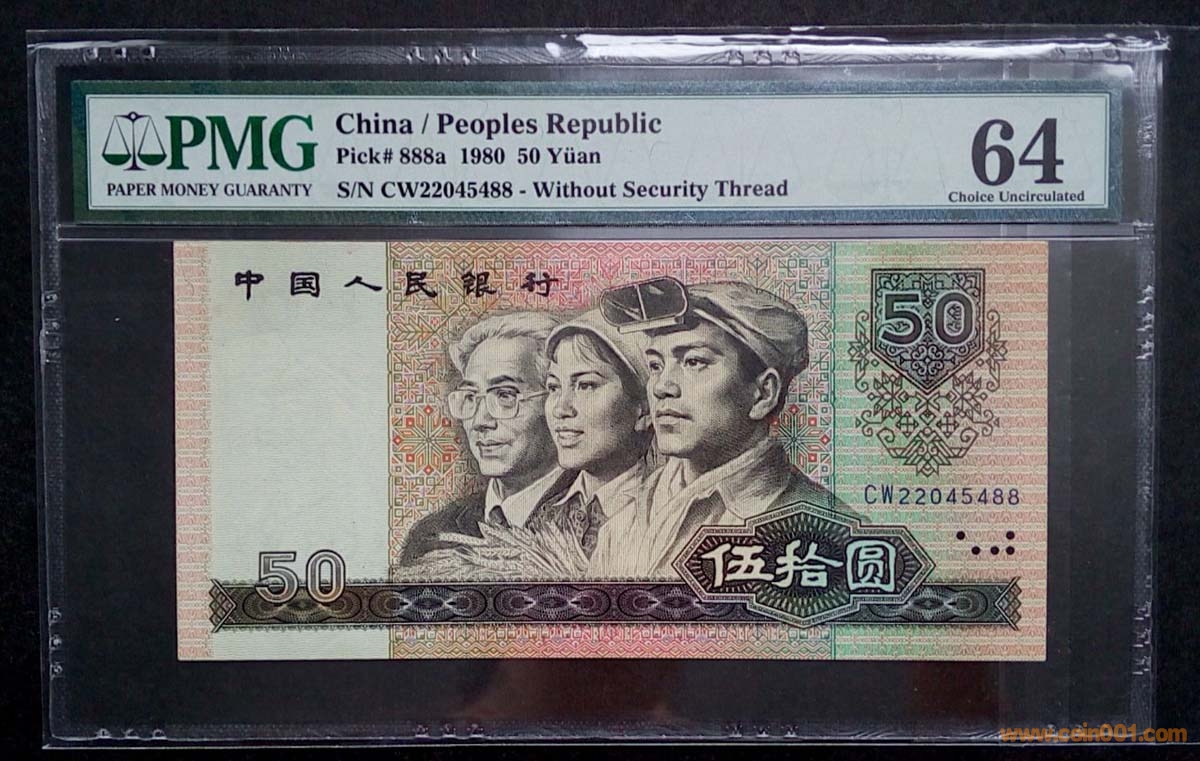 PMG
PAPER MONEY GUARANTY
China / Peoples Republic
Pick# 888a 1980 50 Yüan
S/N CW22045488 - Without Security Thread
64
Choice Uncirculated
中国人民银行
50
CW22045488
50
伍拾圆
www.coin001.com